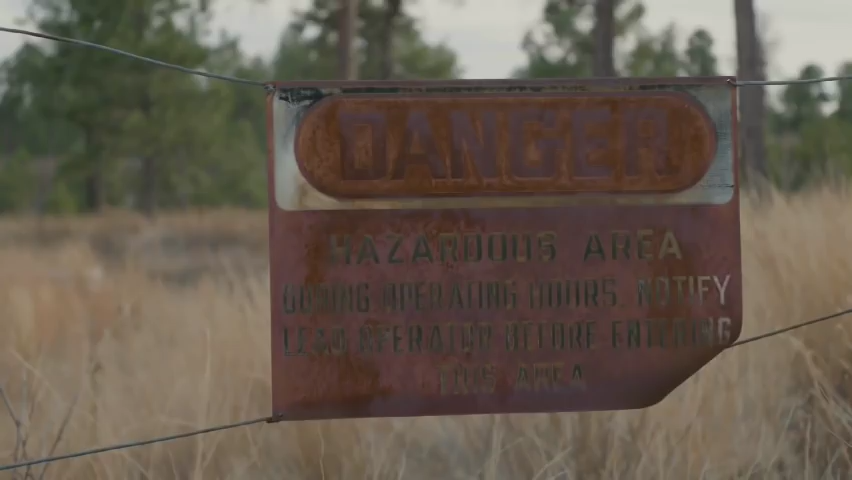 DANGER
HAZARDOUS AREA
DURING OPERATING HOURS, NOTIFY
LEAD OPERATOR BEFORE ENTERING
THIS AREA